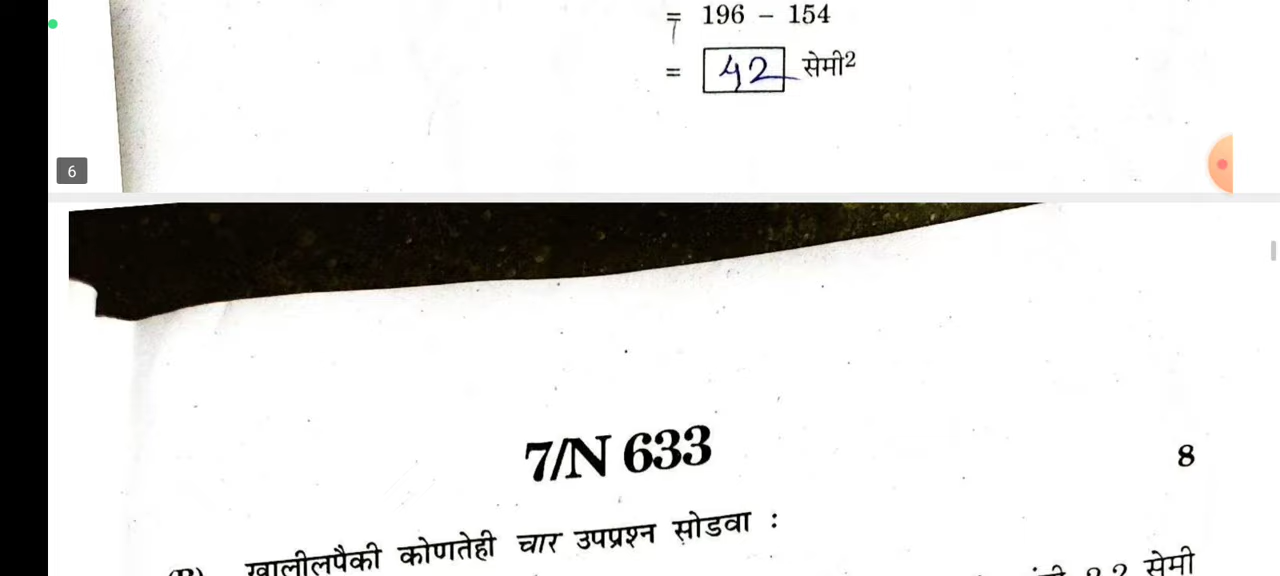 = 196 – 154
= 42 सेमी²
6
7/N 633
8
(B) खालीलपैकी कोणतेही चार उपप्रश्न सोडवा :
सेमी